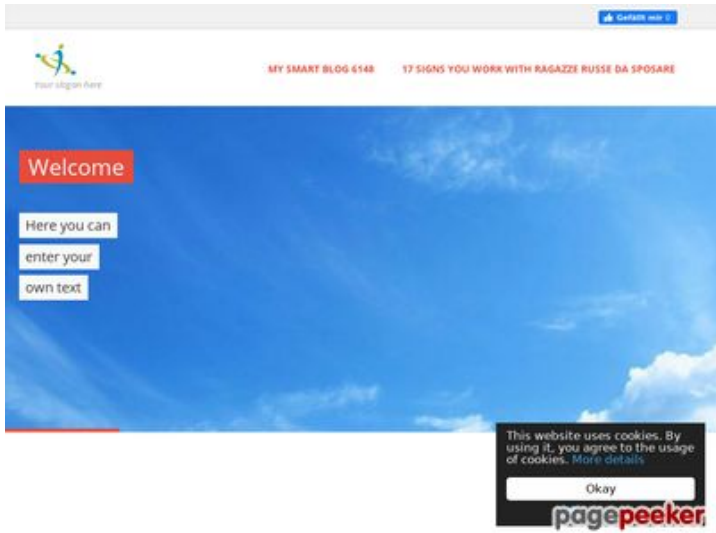 Gefällt mir 0
Your slogan here
MY SMART BLOG 6148 17 SIGNS YOU WORK WITH RAGAZZE RUSSE DA SPOSARE
Welcome
Here you can
enter your
own text
This website uses cookies. By
using it, you agree to the usage
of cookies. More details
Okay
pagepeeker